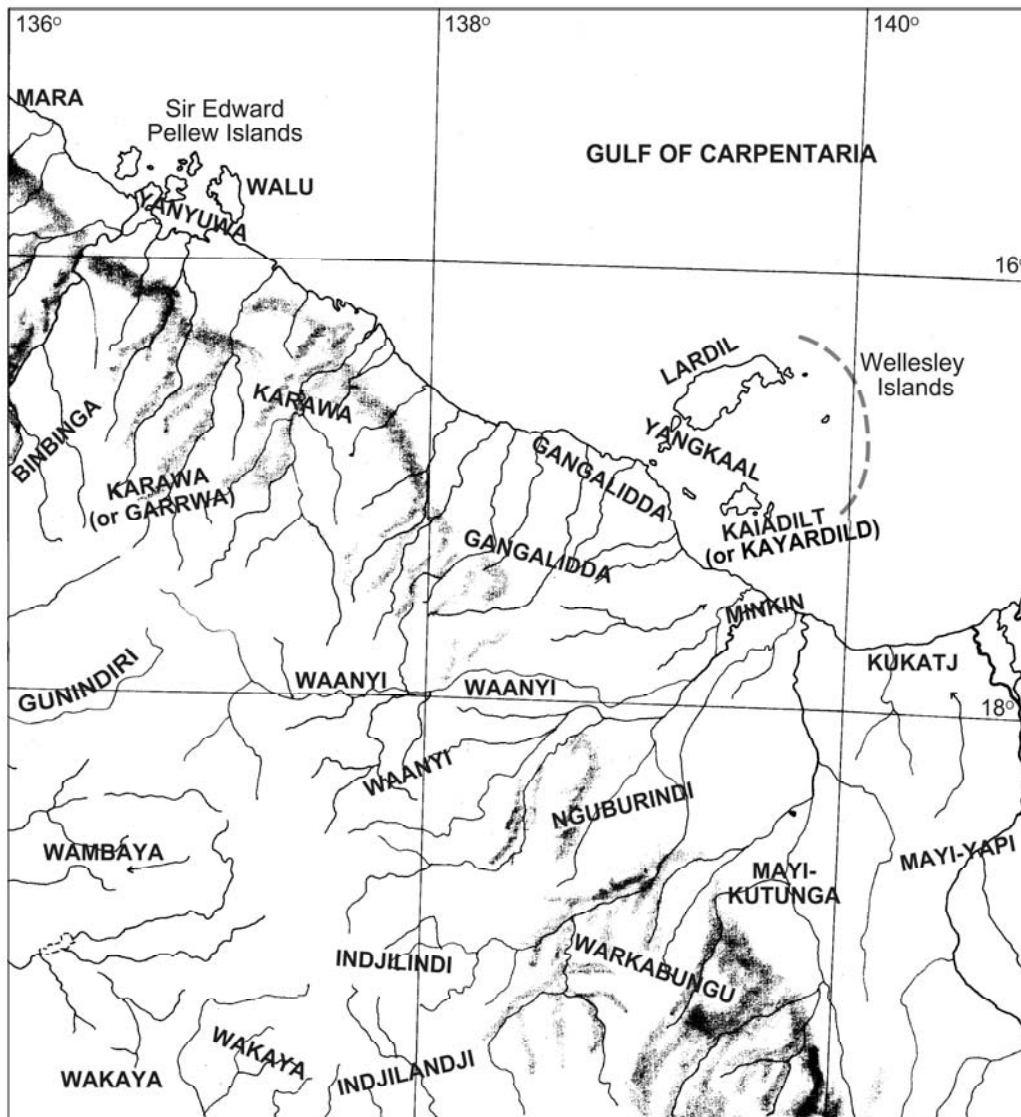 136°
138°
140°
MARA
Sir Edward
Pellew Islands
GULF OF CARPENTARIA
WALU
YANYUWA
16°
LARDIL
Wellesley
Islands
KARAWA
BINBINGA
YANGKAAL
GANGALIDDA
KARAWA
(or GARRWA)
KAIADILT
(or KAYARDILD)
GANGALIDDA
MINKIN
KUKATJ
GUNINDIRI
WAANYI
WAANYI
18°
WAANYI
NGUBURINDI
WAMBAYA
MAYI-YAPI
MAYI-
KUTUNGA
INDJILINDI
WARKABUNGU
WAKAYA
WAKAYA
INDJILANDJI